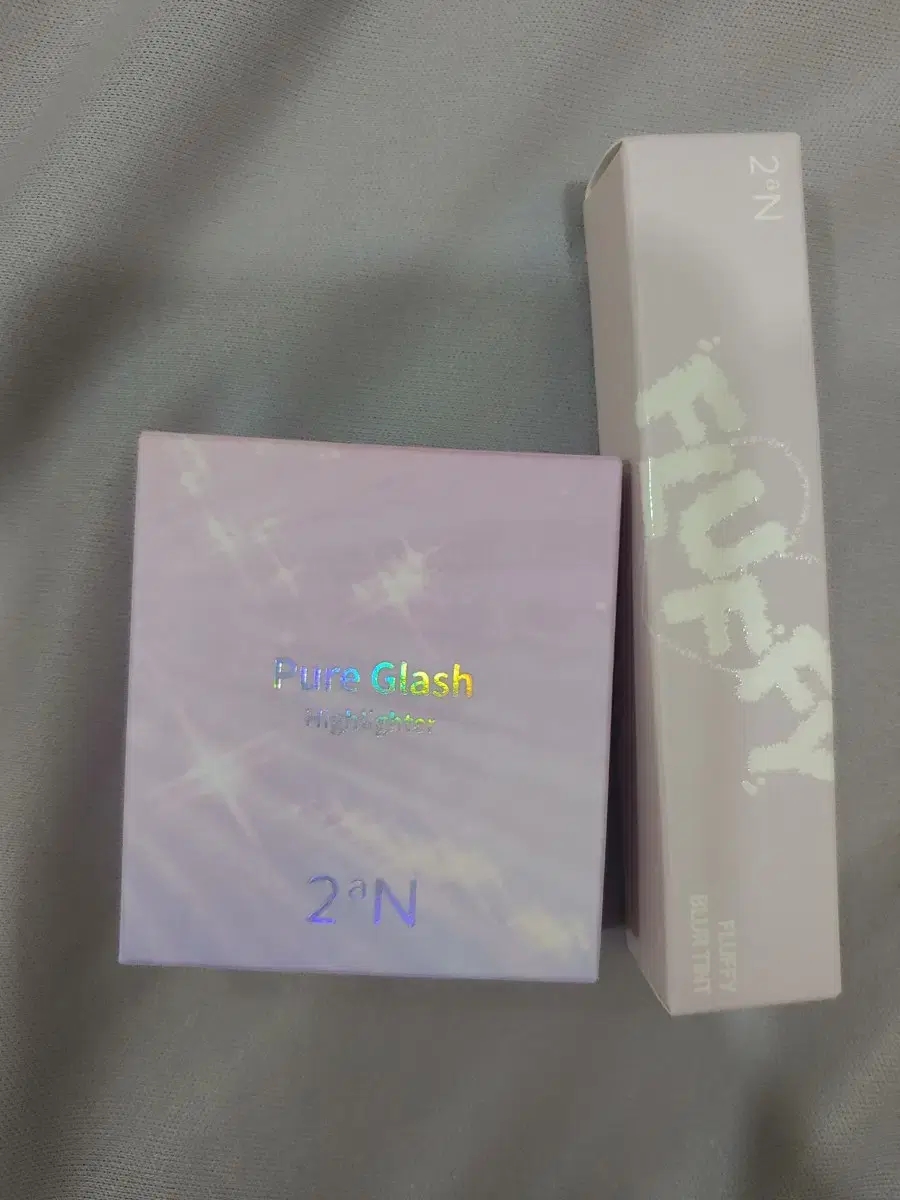 Pure Glash
Highlighter
2aN
2aN
FLUFFY
FLUFFY
BLUR TINT